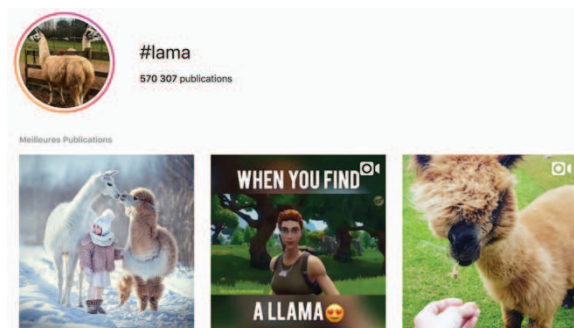 #lama
570 307 publications
Meilleures Publications
WHEN YOU FIND
A LLAMA😍